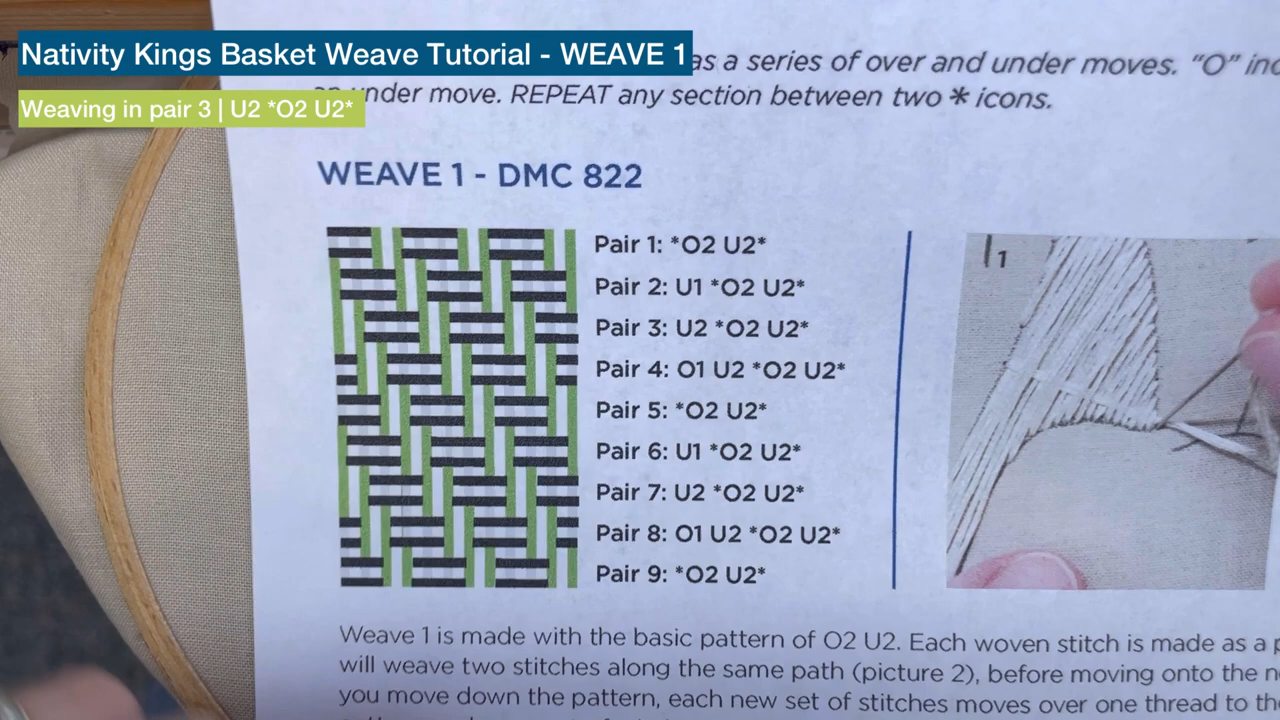 Nativity Kings Basket Weave Tutorial - WEAVE 1
Weaving in pair 3 | U2 *O2 U2*
as a series of over and under moves. "O" ind
under move. REPEAT any section between two * icons.
WEAVE 1 - DMC 822
Pair 1: *O2 U2*
Pair 2: U1 *O2 U2*
Pair 3: U2 *O2 U2*
Pair 4: O1 U2 *O2 U2*
Pair 5: *O2 U2*
Pair 6: U1 *O2 U2*
Pair 7: U2 *O2 U2*
Pair 8: O1 U2 *O2 U2*
Pair 9: *O2 U2*
1
Weave 1 is made with the basic pattern of O2 U2. Each woven stitch is made as a p
will weave two stitches along the same path (picture 2), before moving onto the n
you move down the pattern, each new set of stitches moves over one thread to th